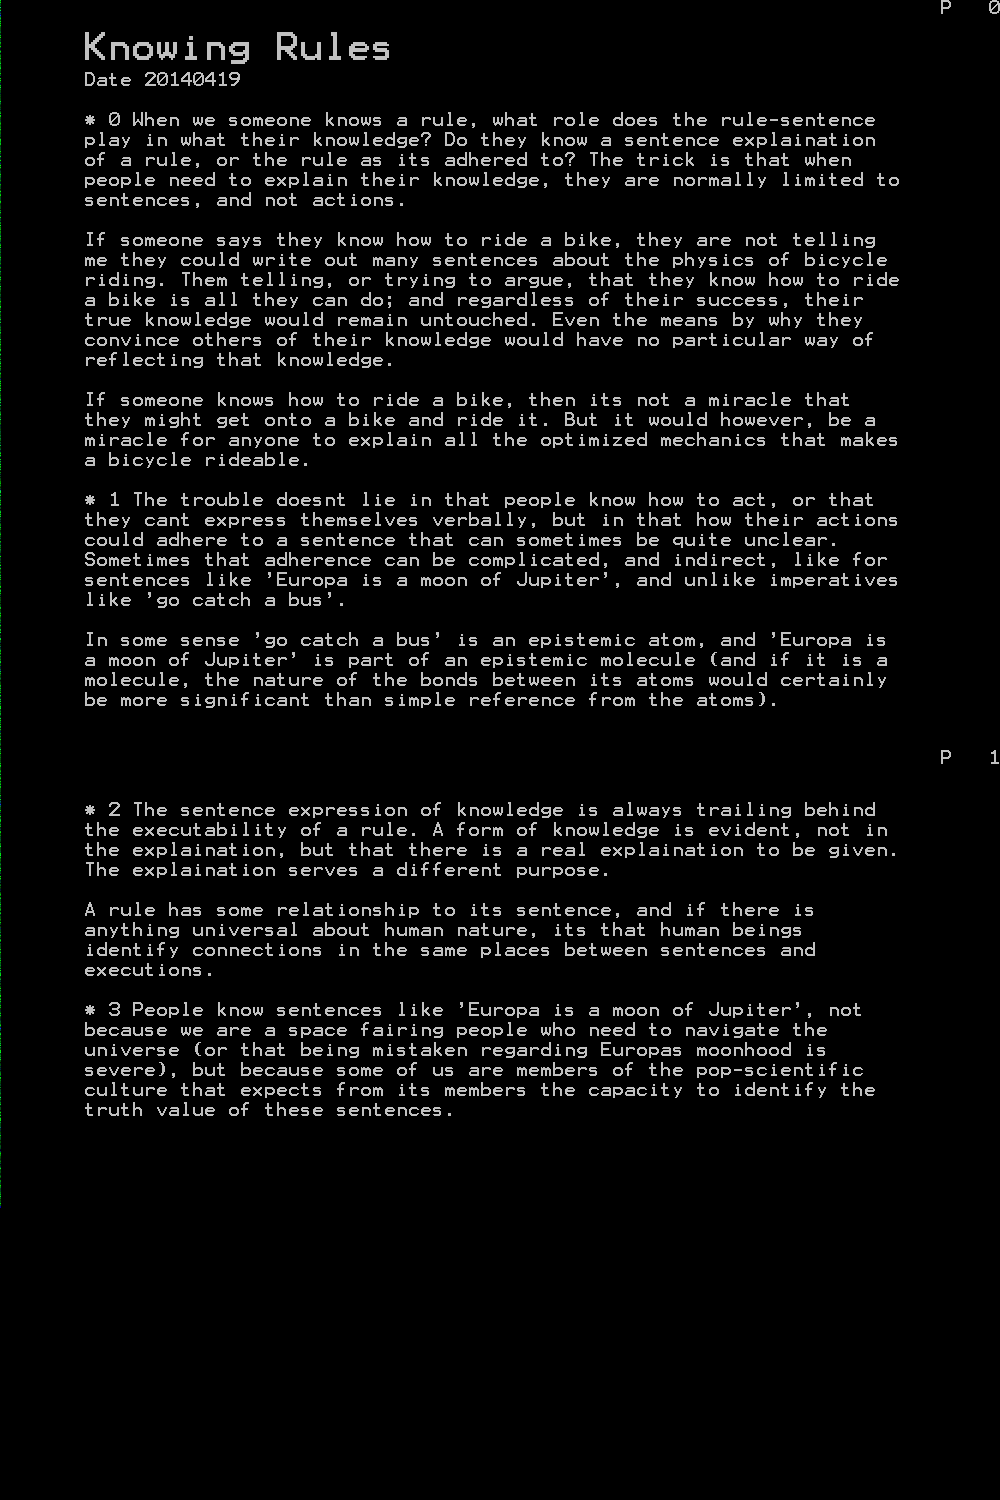 P 0
Knowing Rules
Date 20140419
* 0 When we someone knows a rule, what role does the rule-sentence
play in what their knowledge? Do they know a sentence explaination
of a rule, or the rule as its adhered to? The trick is that when
people need to explain their knowledge, they are normally limited to
sentences, and not actions.
If someone says they know how to ride a bike, they are not telling
me they could write out many sentences about the physics of bicycle
riding. Them telling, or trying to argue, that they know how to ride
a bike is all they can do; and regardless of their success, their
true knowledge would remain untouched. Even the means by why they
convince others of their knowledge would have no particular way of
reflecting that knowledge.
If someone knows how to ride a bike, then its not a miracle that
they might get onto a bike and ride it. But it would however, be a
miracle for anyone to explain all the optimized mechanics that makes
a bicycle rideable.
* 1 The trouble doesnt lie in that people know how to act, or that
they cant express themselves verbally, but in that how their actions
could adhere to a sentence that can sometimes be quite unclear.
Sometimes that adherence can be complicated, and indirect, like for
sentences like 'Europa is a moon of Jupiter', and unlike imperatives
like 'go catch a bus'.
In some sense 'go catch a bus' is an epistemic atom, and 'Europa is
a moon of Jupiter' is part of an epistemic molecule (and if it is a
molecule, the nature of the bonds between its atoms would certainly
be more significant than simple reference from the atoms).
P 1
* 2 The sentence expression of knowledge is always trailing behind
the executability of a rule. A form of knowledge is evident, not in
the explaination, but that there is a real explaination to be given.
The explaination serves a different purpose.
A rule has some relationship to its sentence, and if there is
anything universal about human nature, its that human beings
identify connections in the same places between sentences and
executions.
* 3 People know sentences like 'Europa is a moon of Jupiter', not
because we are a space fairing people who need to navigate the
universe (or that being mistaken regarding Europas moonhood is
severe), but because some of us are members of the pop-scientific
culture that expects from its members the capacity to identify the
truth value of these sentences.